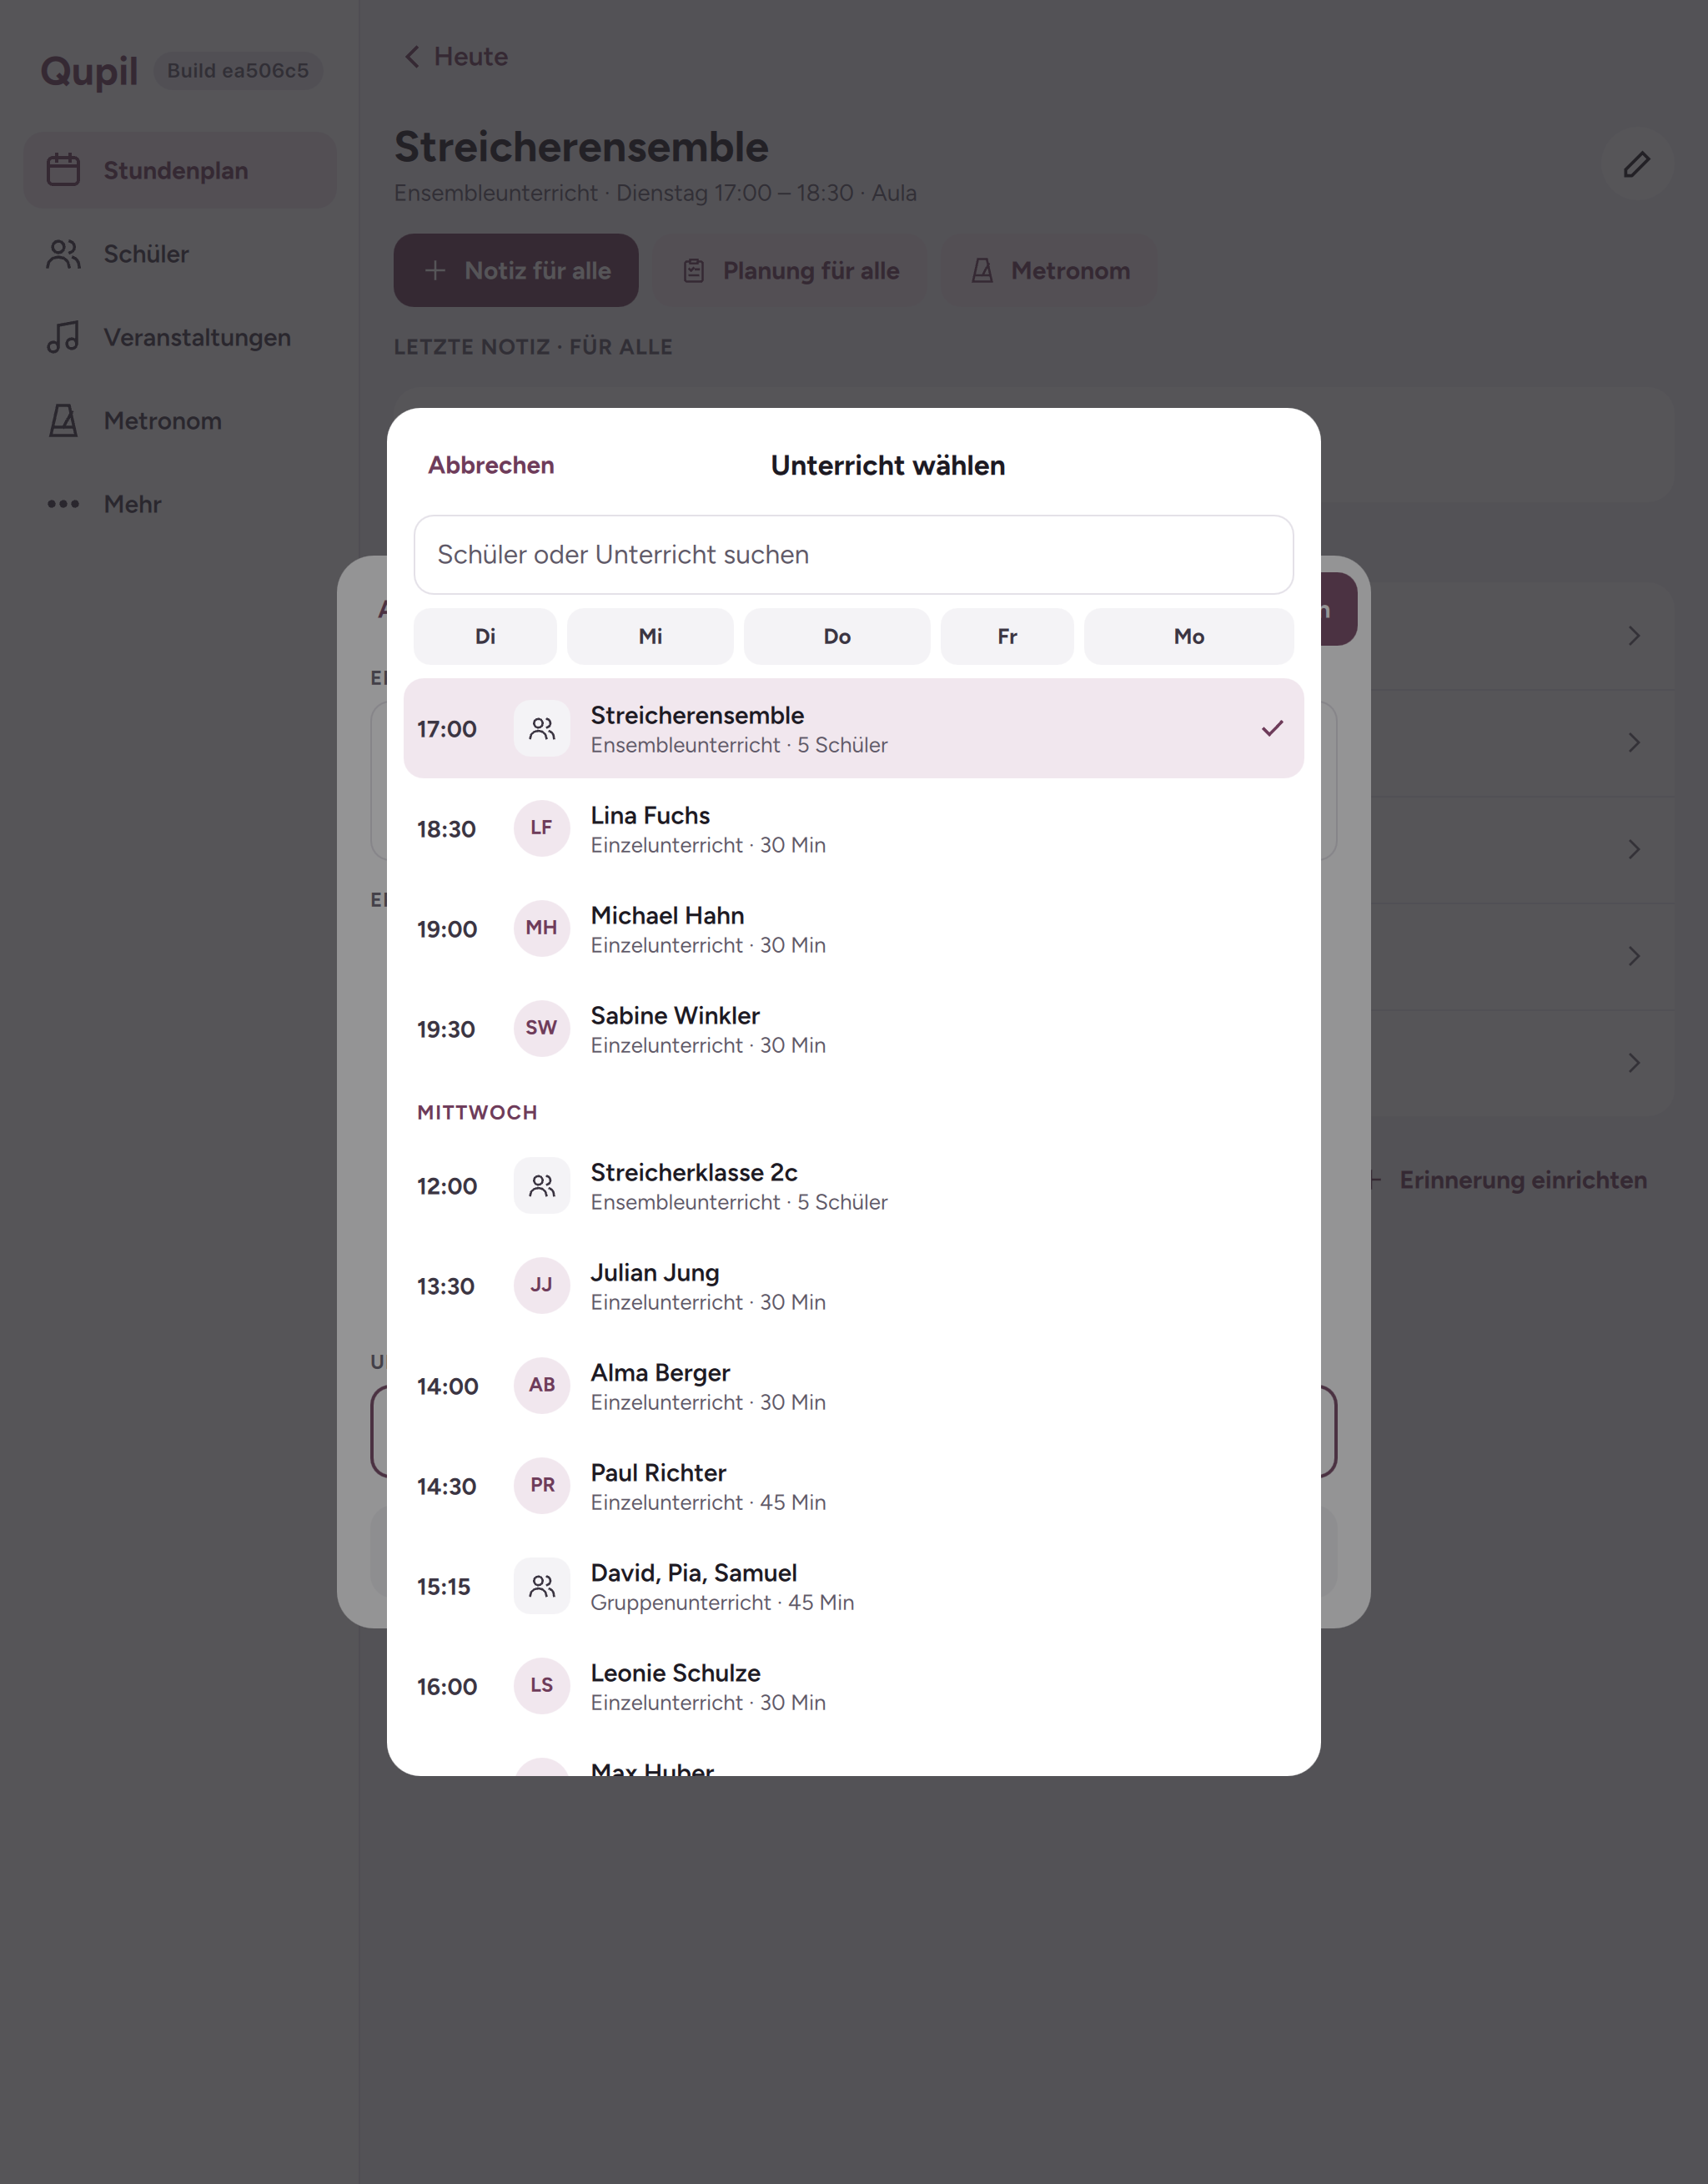 Qupil
Build ea506c5
Stundenplan
Schüler
Veranstaltungen
Metronom
Mehr
Heute
Streicherensemble
Ensembleunterricht · Dienstag 17:00 – 18:30 · Aula
Notiz für alle
Planung für alle
Metronom
LETZTE NOTIZ · FÜR ALLE
Abbrechen
Unterricht wählen
Schüler oder Unterricht suchen
Di
Mi
Do
Fr
Mo
17:00
Streicherensemble
Ensembleunterricht · 5 Schüler
18:30
LF
Lina Fuchs
Einzelunterricht · 30 Min
19:00
MH
Michael Hahn
Einzelunterricht · 30 Min
19:30
SW
Sabine Winkler
Einzelunterricht · 30 Min
MITTWOCH
12:00
Streicherklasse 2c
Ensembleunterricht · 5 Schüler
13:30
JJ
Julian Jung
Einzelunterricht · 30 Min
14:00
AB
Alma Berger
Einzelunterricht · 30 Min
14:30
PR
Paul Richter
Einzelunterricht · 45 Min
15:15
David, Pia, Samuel
Gruppenunterricht · 45 Min
16:00
LS
Leonie Schulze
Einzelunterricht · 30 Min
Max Huber
Erinnerung einrichten